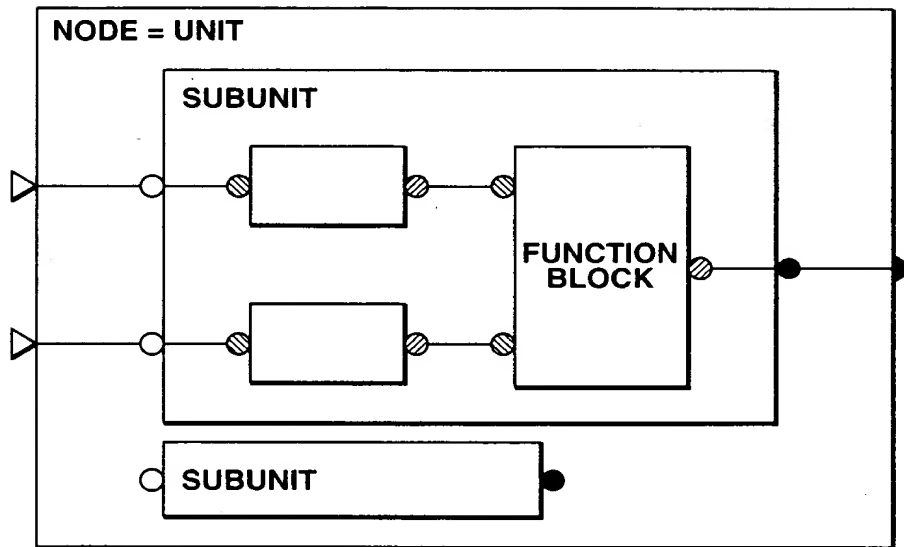 NODE = UNIT
SUBUNIT
FUNCTION
BLOCK
SUBUNIT